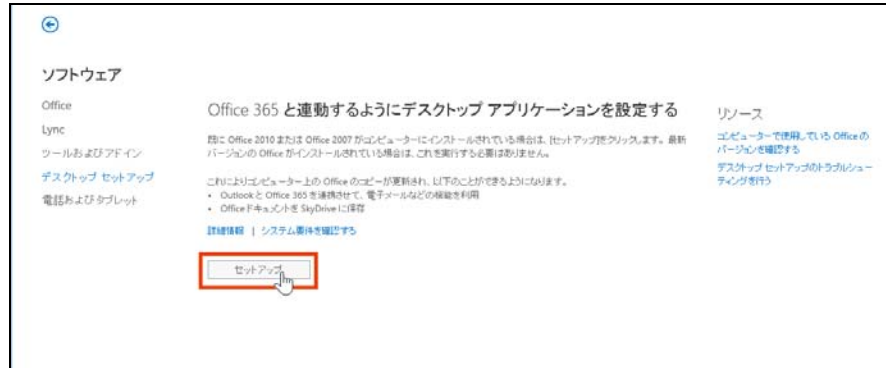 ソフトウェア
Office
Lync
ツールおよびアドイン
デスクトップ セットアップ
電話およびタブレット
Office 365 と連動するようにデスクトップ アプリケーションを設定する
既に Office 2010 または Office 2007 がコンピューターにインストールされている場合は、[セットアップ]をクリックします。最新
バージョンの Office がインストールされている場合は、これを実行する必要はありません。
これによりコンピューター上の Office のコピーが更新され、以下のことができるようになります。
• Outlook と Office 365 を連携させて、電子メールなどの機能を利用
• Office ドキュメントを SkyDrive に保存
詳細情報 | システム要件を確認する
セットアップ
リソース
コンピューターで使用している Office の
バージョンを確認する
デスクトップ セットアップのトラブルシュー
ティングを行う